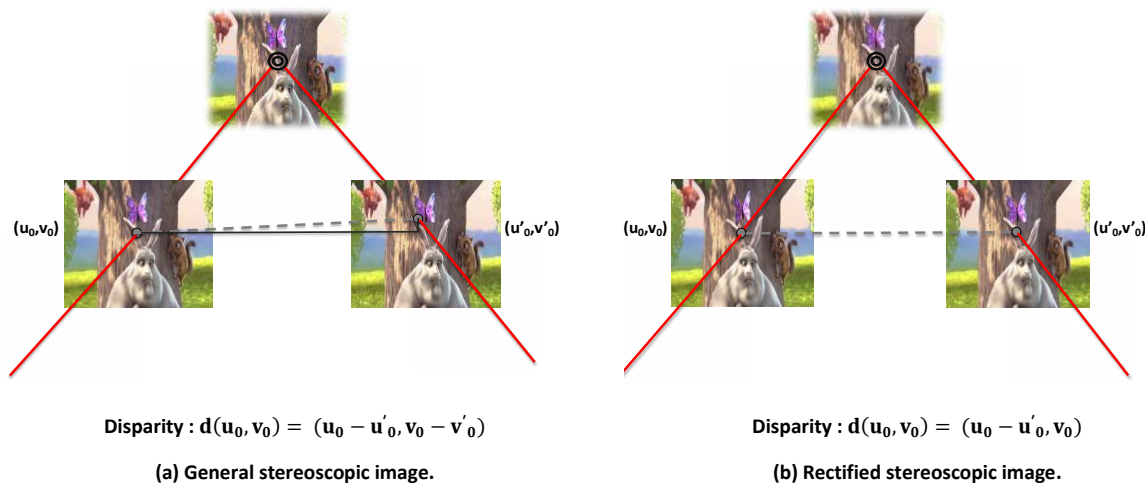 (u₀,v₀) (u'₀,v'₀) (u₀,v₀) (u'₀,v'₀)
Disparity : d(u₀, v₀) = (u₀ − u'₀, v₀ − v'₀) Disparity : d(u₀, v₀) = (u₀ − u'₀, v₀)
(a) General stereoscopic image. (b) Rectified stereoscopic image.